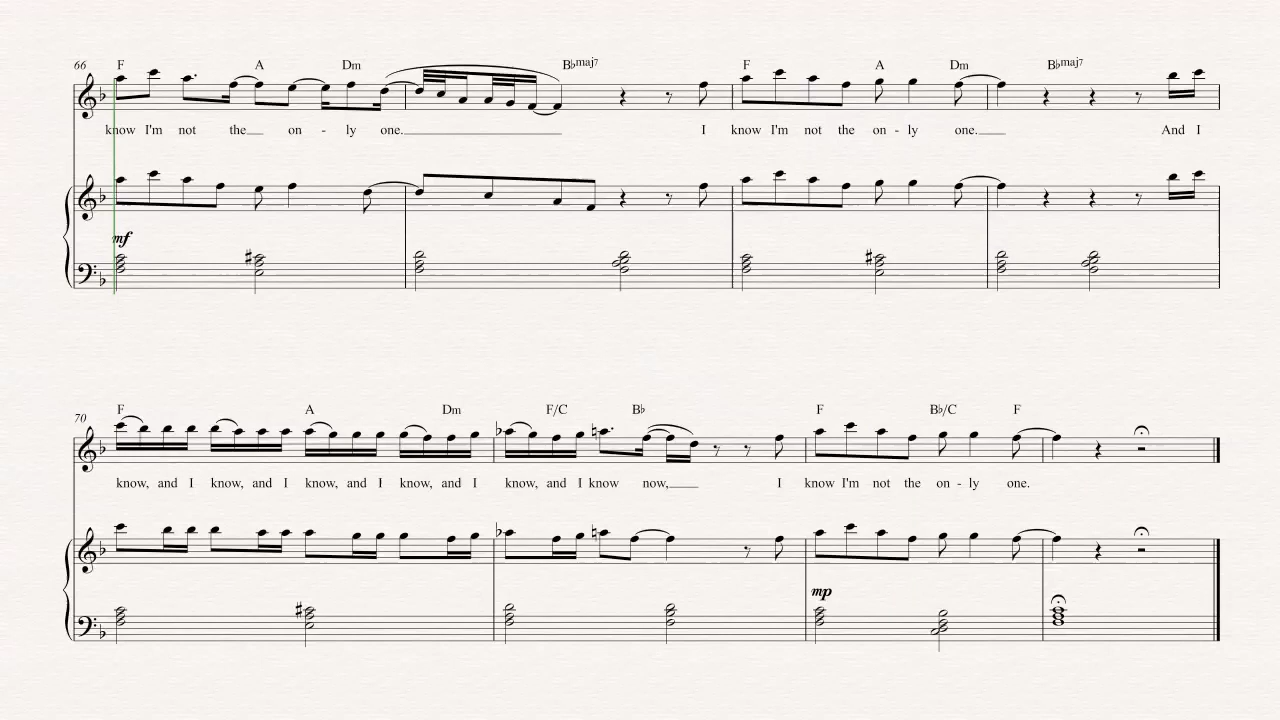 66 F A Dm B♭maj7 F A Dm B♭maj7
know I'm not the on - ly one. I know I'm not the on - ly one. And I
mf
70 F A Dm F/C B♭ F B♭/C F
know, and I know, and I know, and I know, and I know, and I know now, I know I'm not the on - ly one.
mp